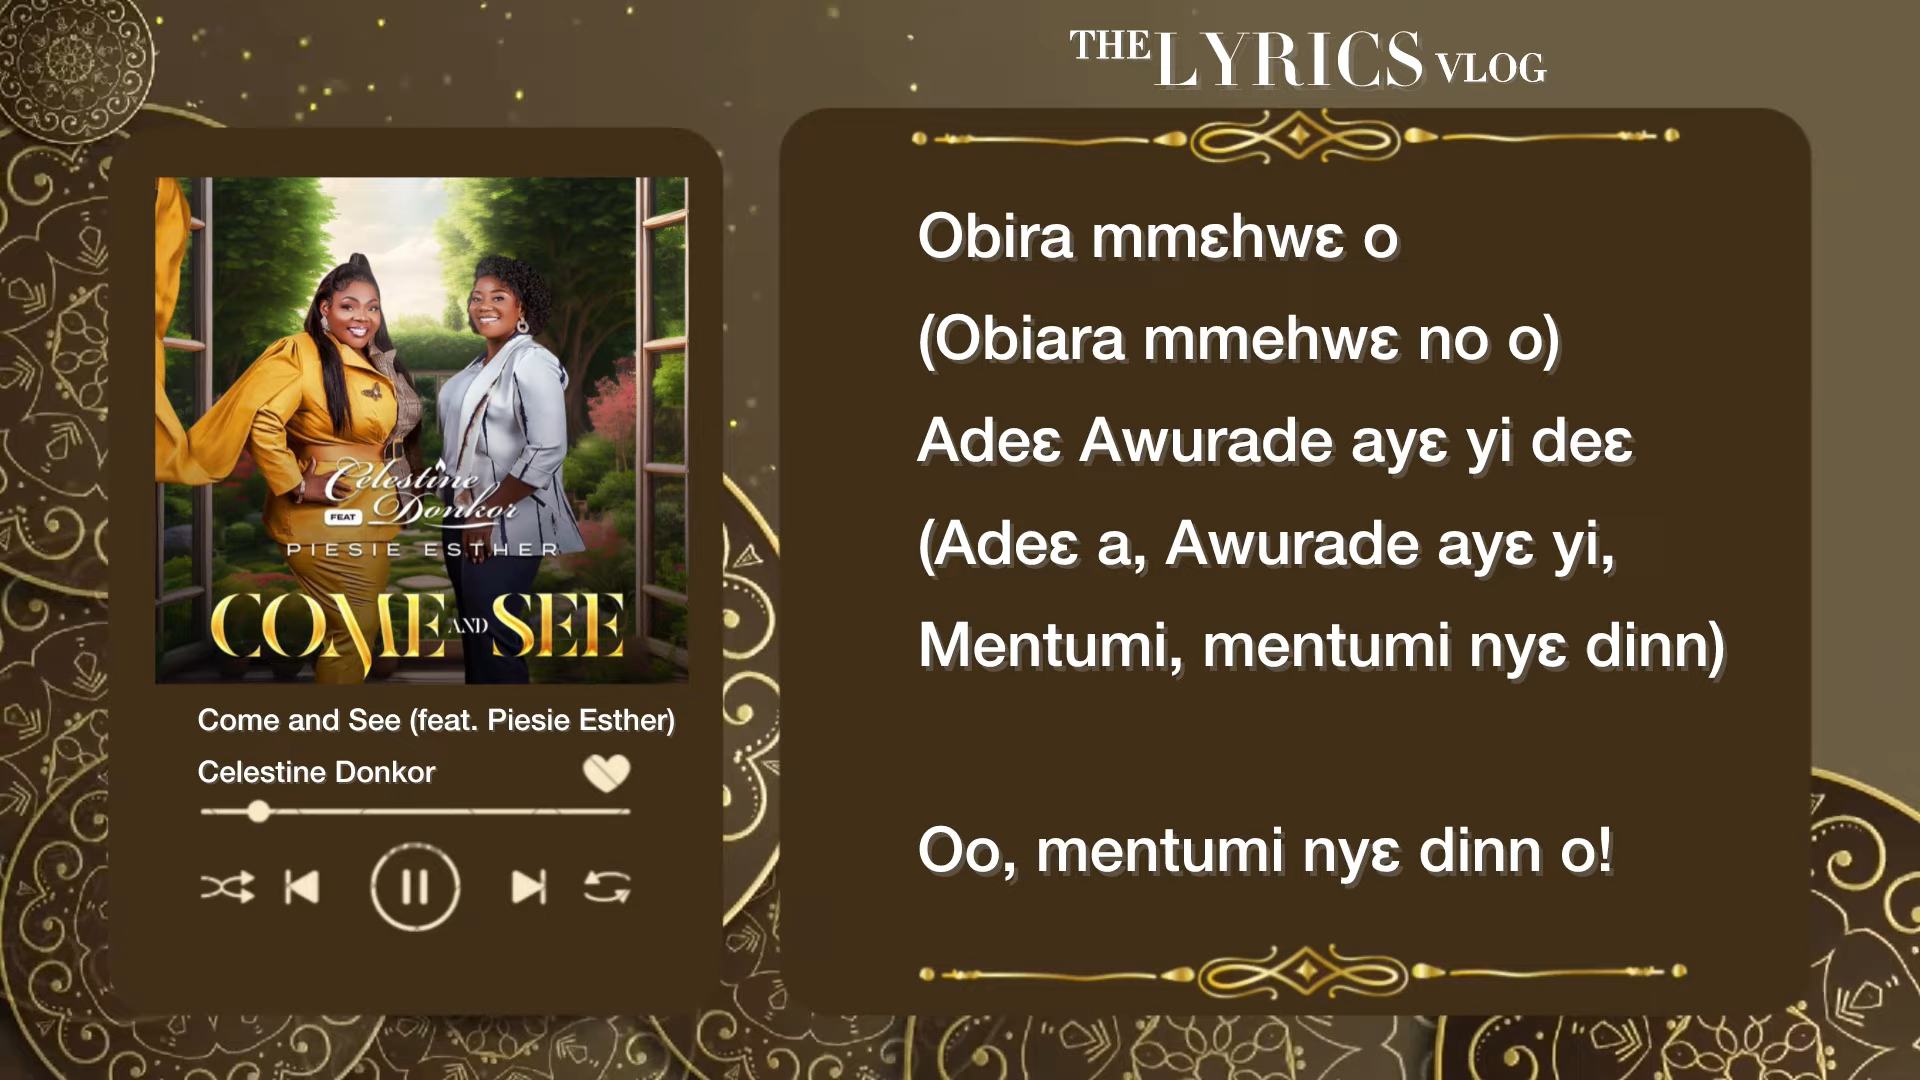 THE LYRICS VLOG
Celestine
FEAT Donkor
PIESIE ESTHER
COME AND SEE
Come and See (feat. Piesie Esther)
Celestine Donkor
Obira mmɛhwɛ o
(Obiara mmehwɛ no o)
Adeɛ Awurade ayɛ yi deɛ
(Adeɛ a, Awurade ayɛ yi,
Mentumi, mentumi nyɛ dinn)
Oo, mentumi nyɛ dinn o!